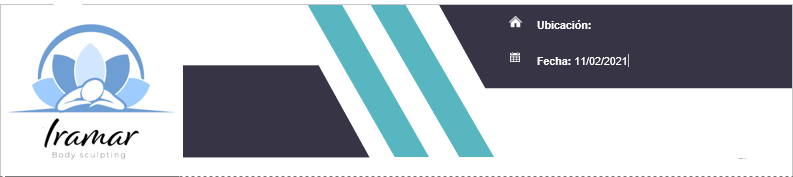 Ubicación:
Fecha: 11/02/2021
Iramar
Body sculpting